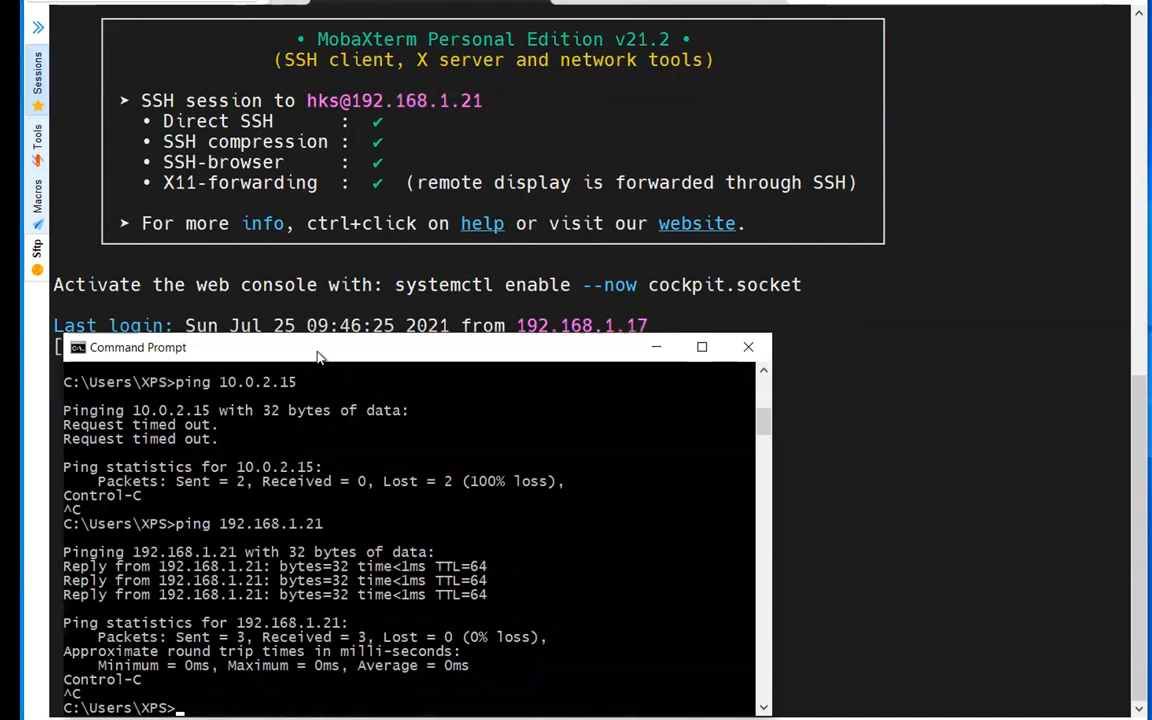 • MobaXterm Personal Edition v21.2 •
(SSH client, X server and network tools)
➤ SSH session to hks@192.168.1.21
• Direct SSH : ✔
• SSH compression : ✔
• SSH-browser : ✔
• X11-forwarding : ✔ (remote display is forwarded through SSH)
➤ For more info, ctrl+click on help or visit our website.
Sessions
Tools
Macros
Sftp
Activate the web console with: systemctl enable --now cockpit.socket
Last login: Sun Jul 25 09:46:25 2021 from 192.168.1.17
[
Command Prompt
C:\Users\XPS>ping 10.0.2.15
Pinging 10.0.2.15 with 32 bytes of data:
Request timed out.
Request timed out.
Ping statistics for 10.0.2.15:
Packets: Sent = 2, Received = 0, Lost = 2 (100% loss),
Control-C
^C
C:\Users\XPS>ping 192.168.1.21
Pinging 192.168.1.21 with 32 bytes of data:
Reply from 192.168.1.21: bytes=32 time<1ms TTL=64
Reply from 192.168.1.21: bytes=32 time<1ms TTL=64
Reply from 192.168.1.21: bytes=32 time<1ms TTL=64
Ping statistics for 192.168.1.21:
Packets: Sent = 3, Received = 3, Lost = 0 (0% loss),
Approximate round trip times in milli-seconds:
Minimum = 0ms, Maximum = 0ms, Average = 0ms
Control-C
^C
C:\Users\XPS>_